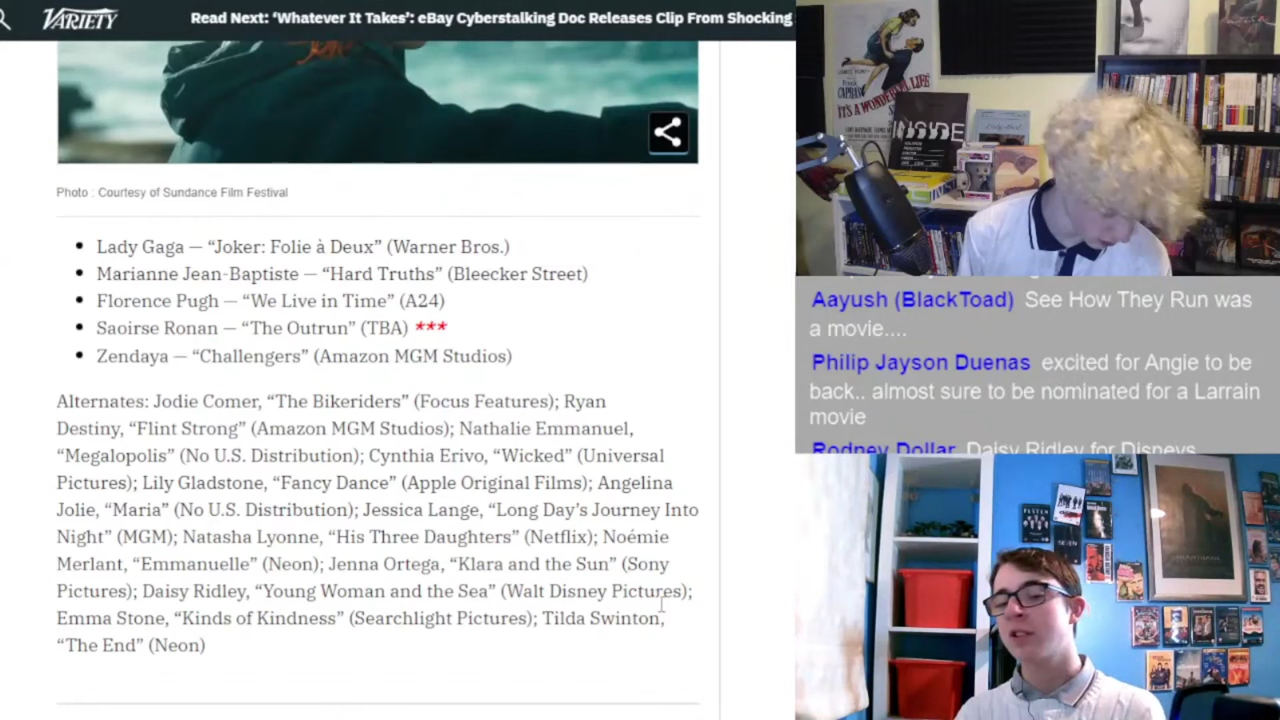 VARIETY
Read Next: ‘Whatever It Takes’: eBay Cyberstalking Doc Releases Clip From Shocking
Photo : Courtesy of Sundance Film Festival
• Lady Gaga — “Joker: Folie à Deux” (Warner Bros.)
• Marianne Jean-Baptiste — “Hard Truths” (Bleecker Street)
• Florence Pugh — “We Live in Time” (A24)
• Saoirse Ronan — “The Outrun” (TBA) ***
• Zendaya — “Challengers” (Amazon MGM Studios)
Alternates: Jodie Comer, “The Bikeriders” (Focus Features); Ryan
Destiny, “Flint Strong” (Amazon MGM Studios); Nathalie Emmanuel,
“Megalopolis” (No U.S. Distribution); Cynthia Erivo, “Wicked” (Universal
Pictures); Lily Gladstone, “Fancy Dance” (Apple Original Films); Angelina
Jolie, “Maria” (No U.S. Distribution); Jessica Lange, “Long Day’s Journey Into
Night” (MGM); Natasha Lyonne, “His Three Daughters” (Netflix); Noémie
Merlant, “Emmanuelle” (Neon); Jenna Ortega, “Klara and the Sun” (Sony
Pictures); Daisy Ridley, “Young Woman and the Sea” (Walt Disney Pictures);
Emma Stone, “Kinds of Kindness” (Searchlight Pictures); Tilda Swinton,
“The End” (Neon)
IT'S A WONDERFUL LIFE
INSIDE
Aayush (BlackToad) See How They Run was
a movie....
Philip Jayson Duenas excited for Angie to be
back.. almost sure to be nominated for a Larrain
movie
Rodney Dollar Daisy Ridley for Disneys